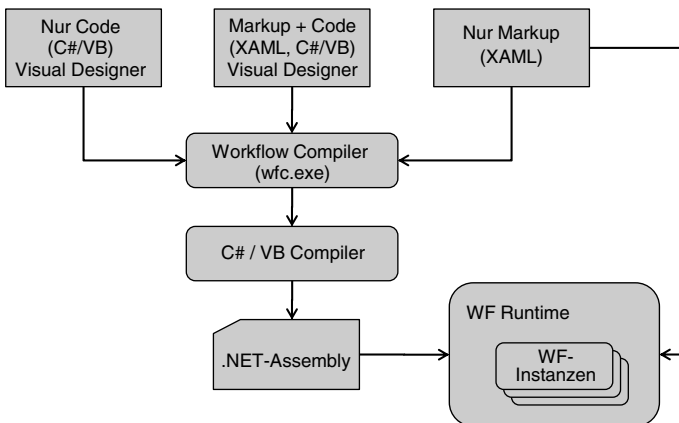 Nur Code
(C#/VB)
Visual Designer
Markup + Code
(XAML, C#/VB)
Visual Designer
Nur Markup
(XAML)
Workflow Compiler
(wfc.exe)
C# / VB Compiler
.NET-Assembly
WF Runtime
WF-
Instanzen